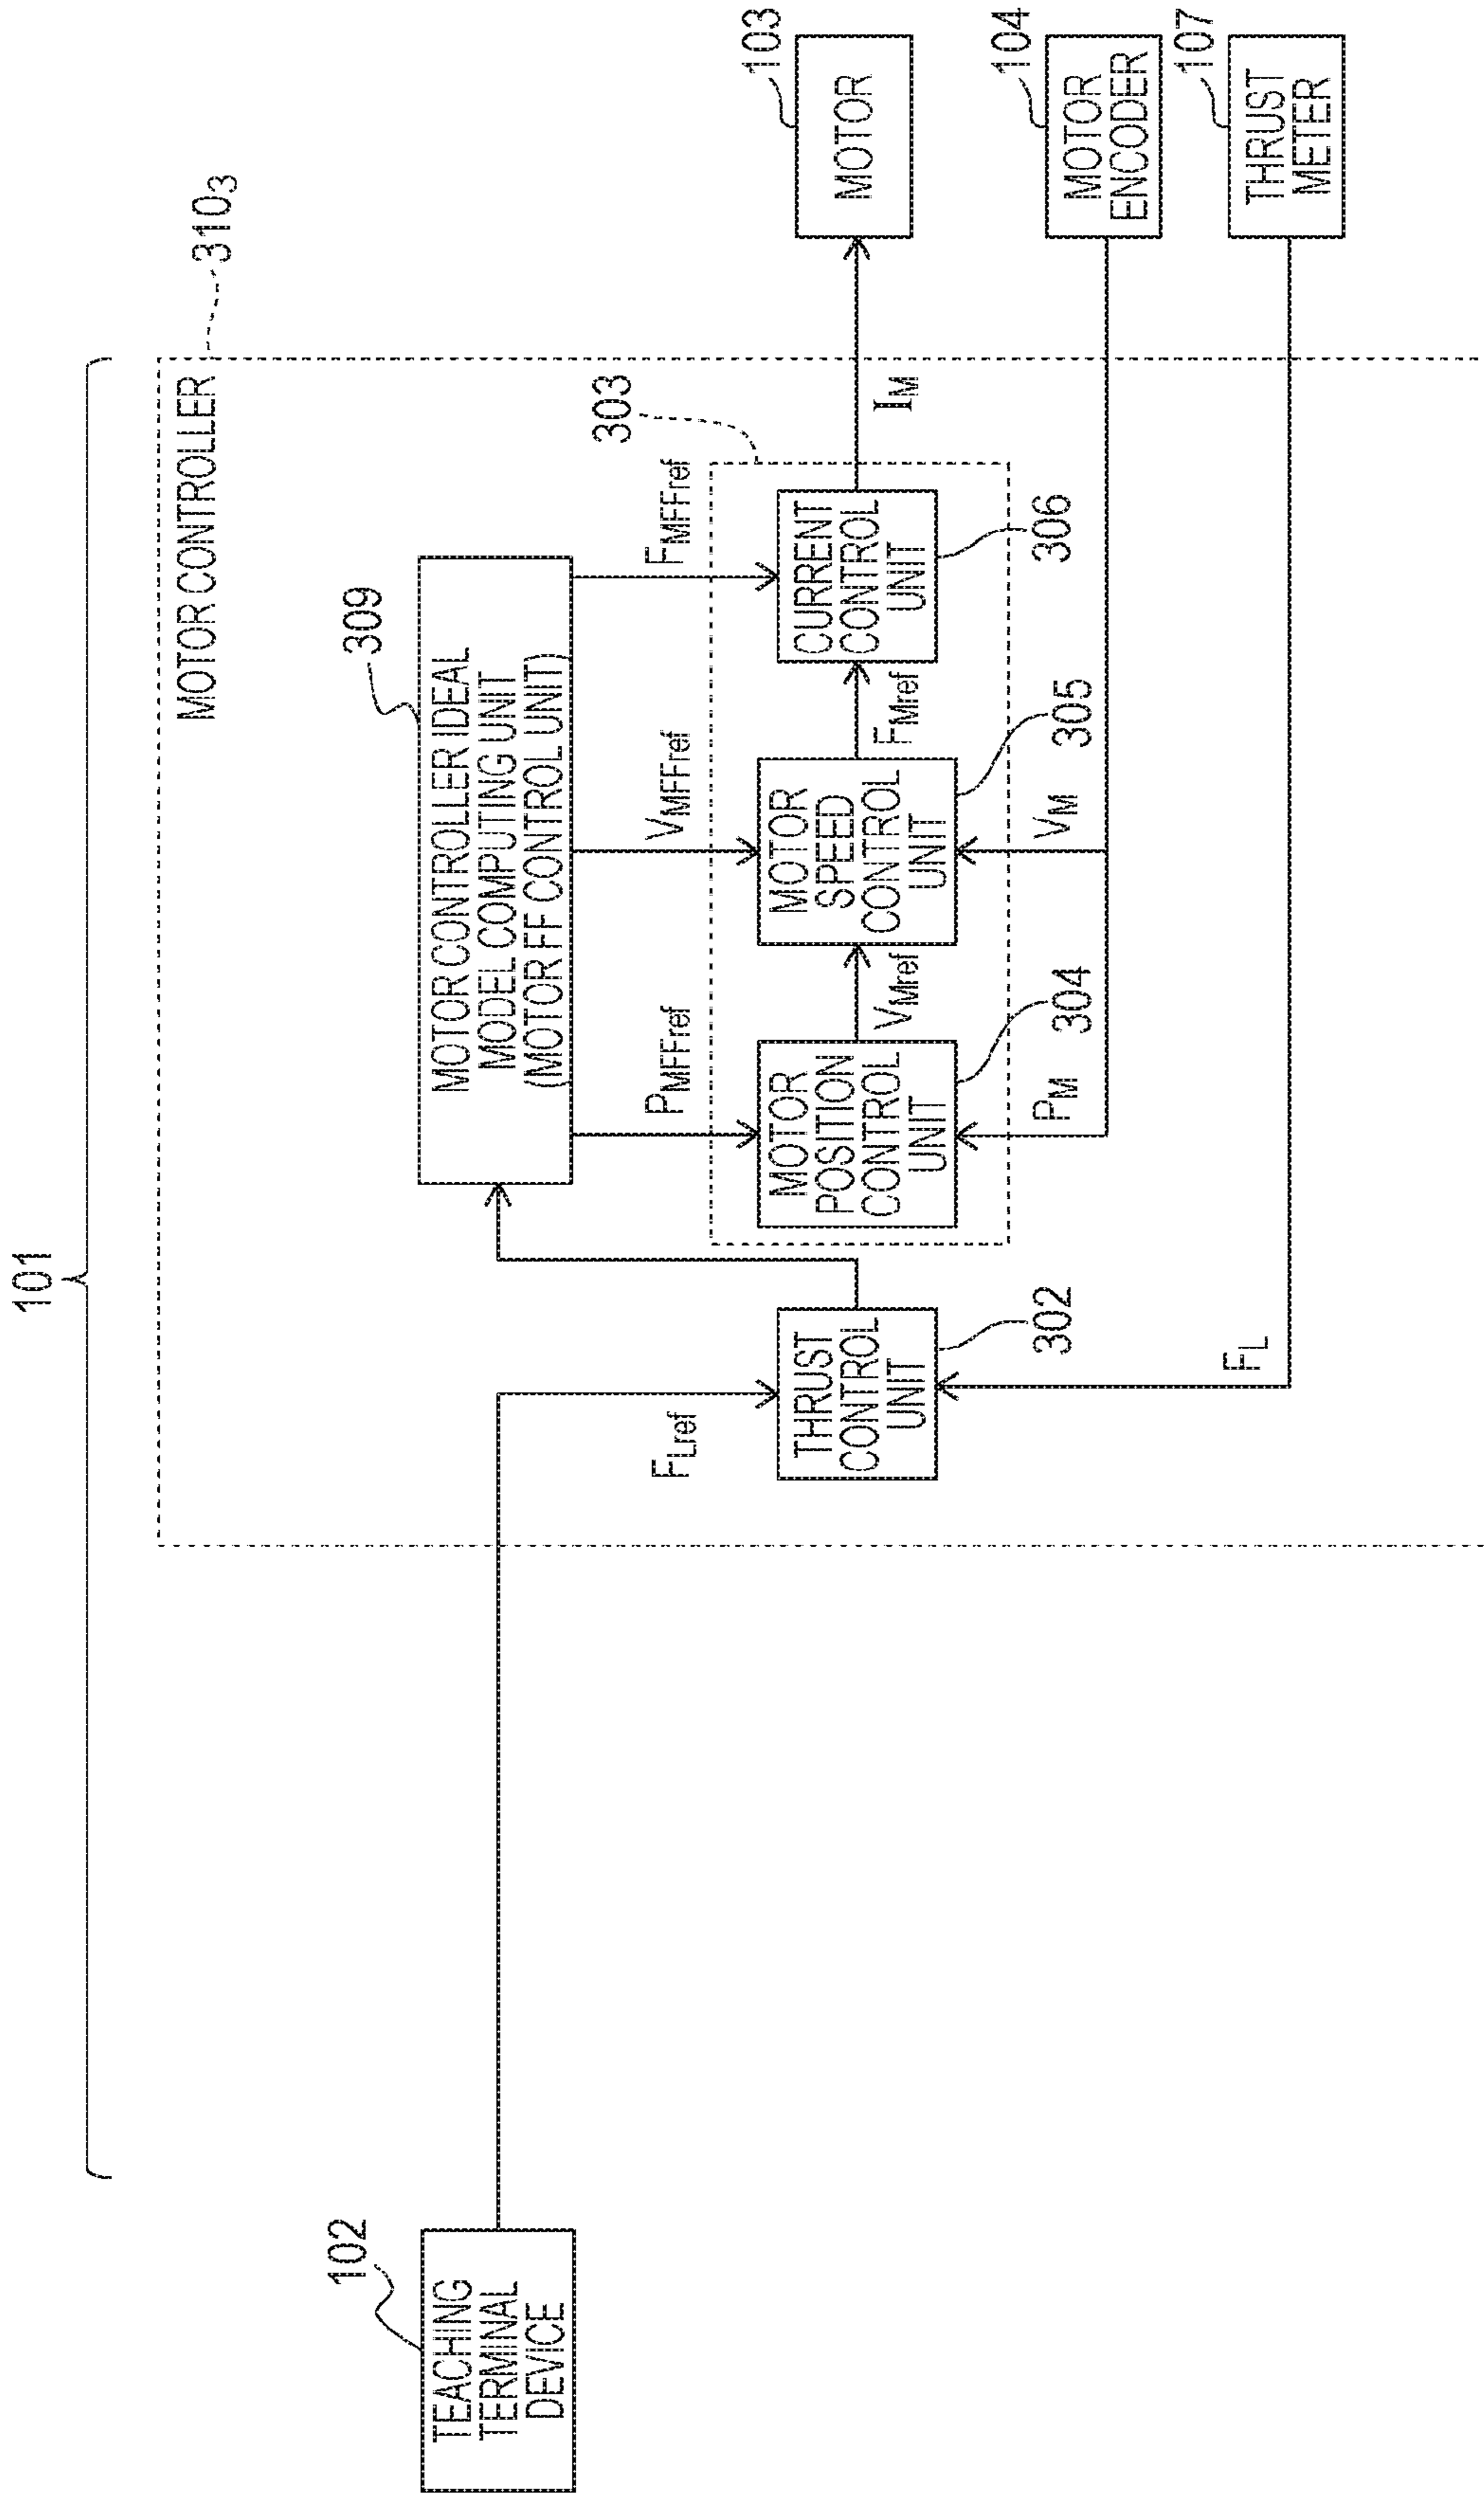 101
MOTOR CONTROLLER
310₃
102
TEACHING
TERMINAL
DEVICE
309
MOTOR CONTROLLER IDEAL
MODEL COMPUTING UNIT
(MOTOR FF CONTROL UNIT)
F_Lref
P_MFFref
V_MFFref
F_MFFref
303
THRUST
CONTROL
UNIT
302
MOTOR
POSITION
CONTROL
UNIT
304
V_Mref
MOTOR
SPEED
CONTROL
UNIT
305
F_Mref
CURRENT
CONTROL
UNIT
306
I_M
MOTOR
103
P_M
V_M
MOTOR
ENCODER
104
F_L
THRUST
METER
107